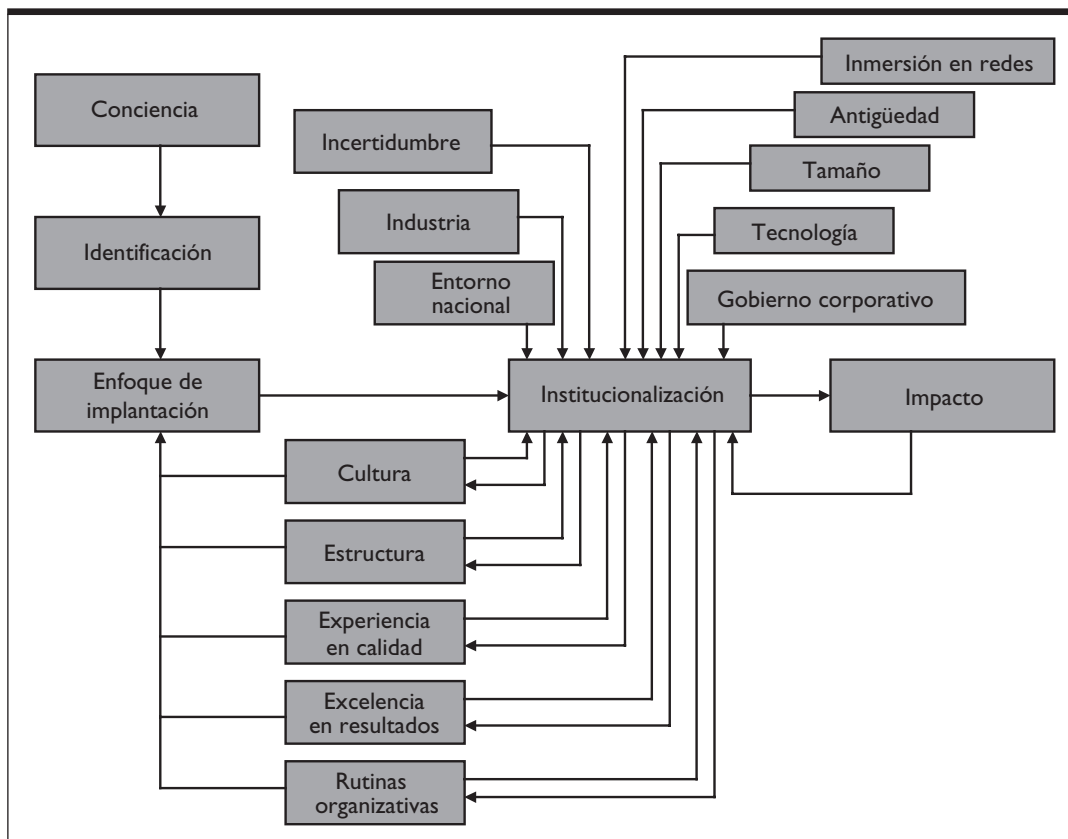 Inmersión en redes
Conciencia
Antigüedad
Incertidumbre
Tamaño
Industria
Tecnología
Identificación
Entorno
nacional
Gobierno corporativo
Enfoque de
implantación
Institucionalización
Impacto
Cultura
Estructura
Experiencia
en calidad
Excelencia
en resultados
Rutinas
organizativas